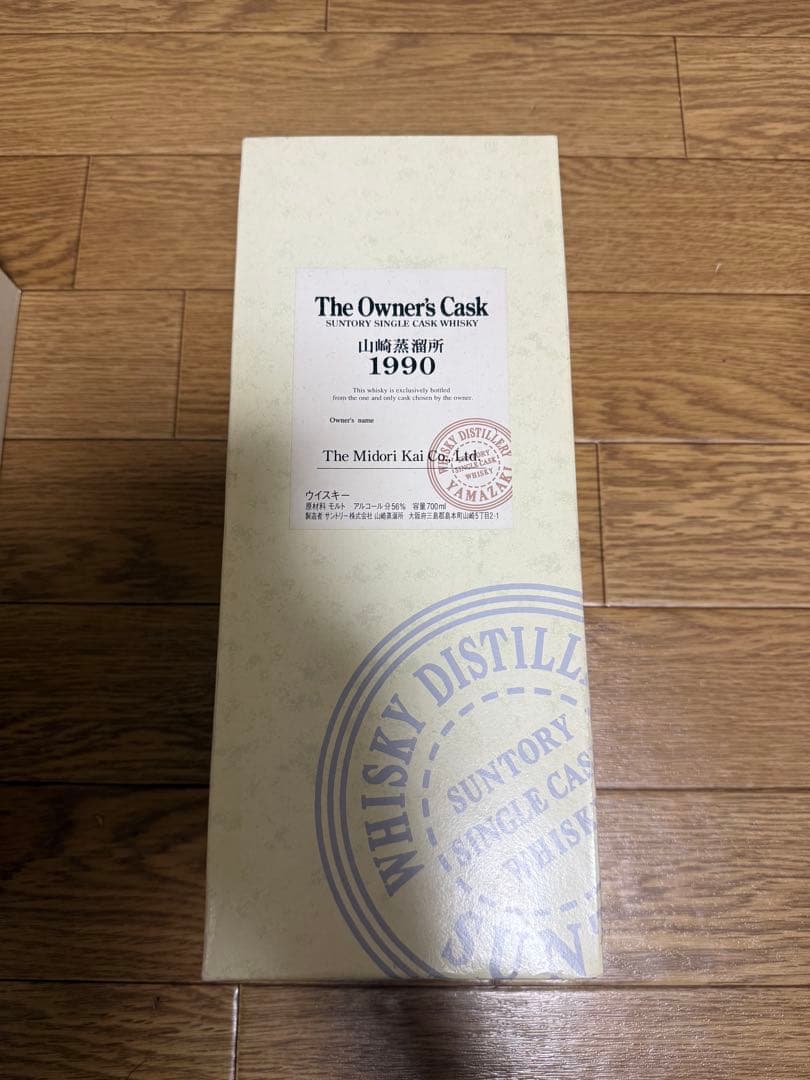 The Owner's Cask
SUNTORY SINGLE CASK WHISKY
山崎蒸溜所
1990
This whisky is exclusively bottled
from the one and only cask chosen by the owner.
Owner's name
The Midori Kai Co., Ltd.
WHISKY DISTILLERY
SUNTORY
SINGLE CASK
WHISKY
YAMAZAKI
ウイスキー
原材料 モルト アルコール分56% 容量700ml
製造者 サントリー株式会社 山崎蒸溜所 大阪府三島郡島本町山崎5丁目2-1
WHISKY DISTILLE
SUNTORY
SINGLE CAS
WHISK
SUN